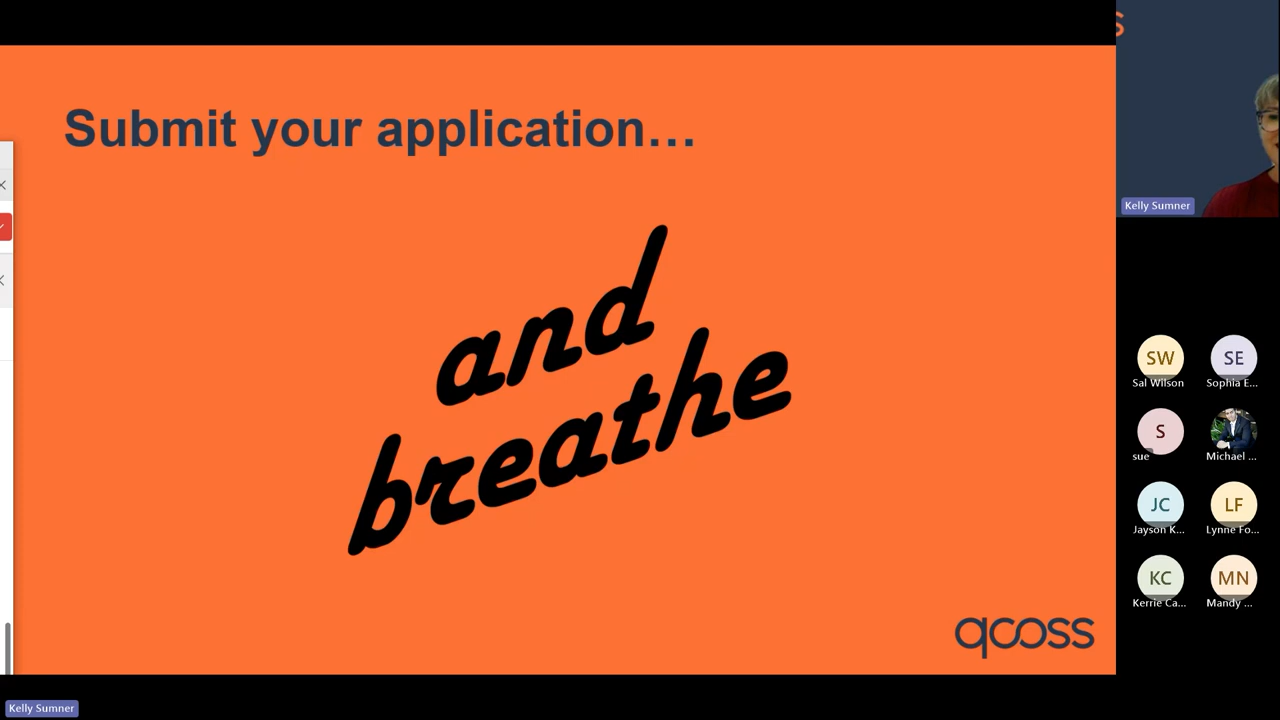 Submit your application…
and
breathe
qcoss
Kelly Sumner
SW
Sal Wilson
SE
Sophia E...
S
sue
Michael ...
JC
Jayson K...
LF
Lynne Fo...
KC
Kerrie Ca...
MN
Mandy ...
Kelly Sumner